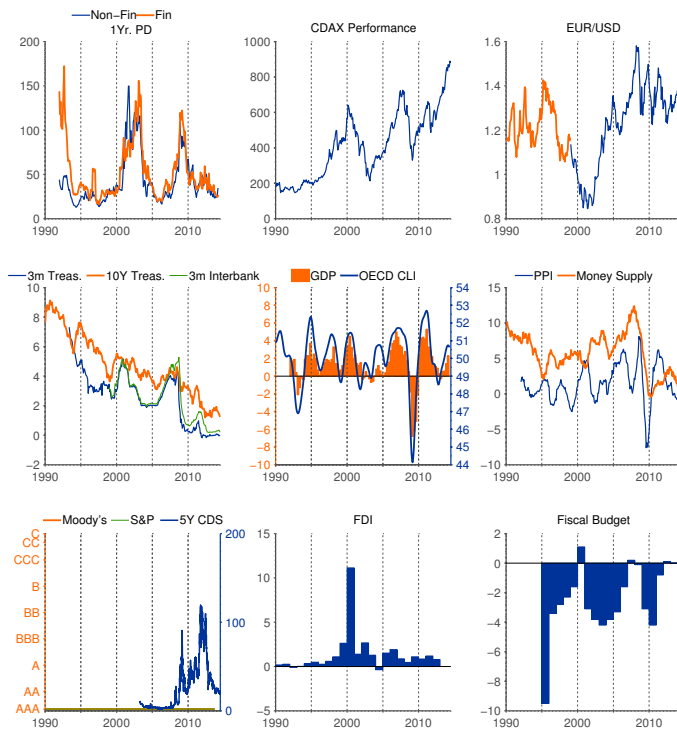 Non−Fin Fin
1Yr. PD
200
150
100
50
0
1990 2000 2010
CDAX Performance
1000
800
600
400
200
0
1990 2000 2010
EUR/USD
1.6
1.4
1.2
1
0.8
1990 2000 2010
3m Treas. 10Y Treas. 3m Interbank
10
8
6
4
2
0
−2
1990 2000 2010
GDP OECD CLI
10 54
8 53
6 52
4 51
2 50
0 49
−2 48
−4 47
−6 46
−8 45
−10 44
1990 2000 2010
PPI Money Supply
15
10
5
0
−5
−10
1990 2000 2010
Moody's S&P 5Y CDS
C 200
CC
CCC
B
BB 100
BBB
A
AA
AAA 0
1990 2000 2010
FDI
15
10
5
0
−5
1990 2000 2010
Fiscal Budget
2
0
−2
−4
−6
−8
−10
1990 2000 2010